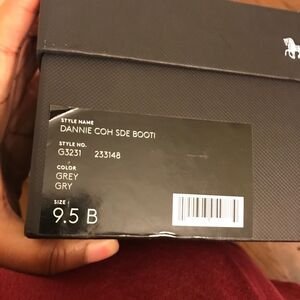 STYLE NAME
DANNIE COH SDE BOOTI
STYLE NO.
G3231 233148
COLOR
GREY
GRY
SIZE
9.5 B